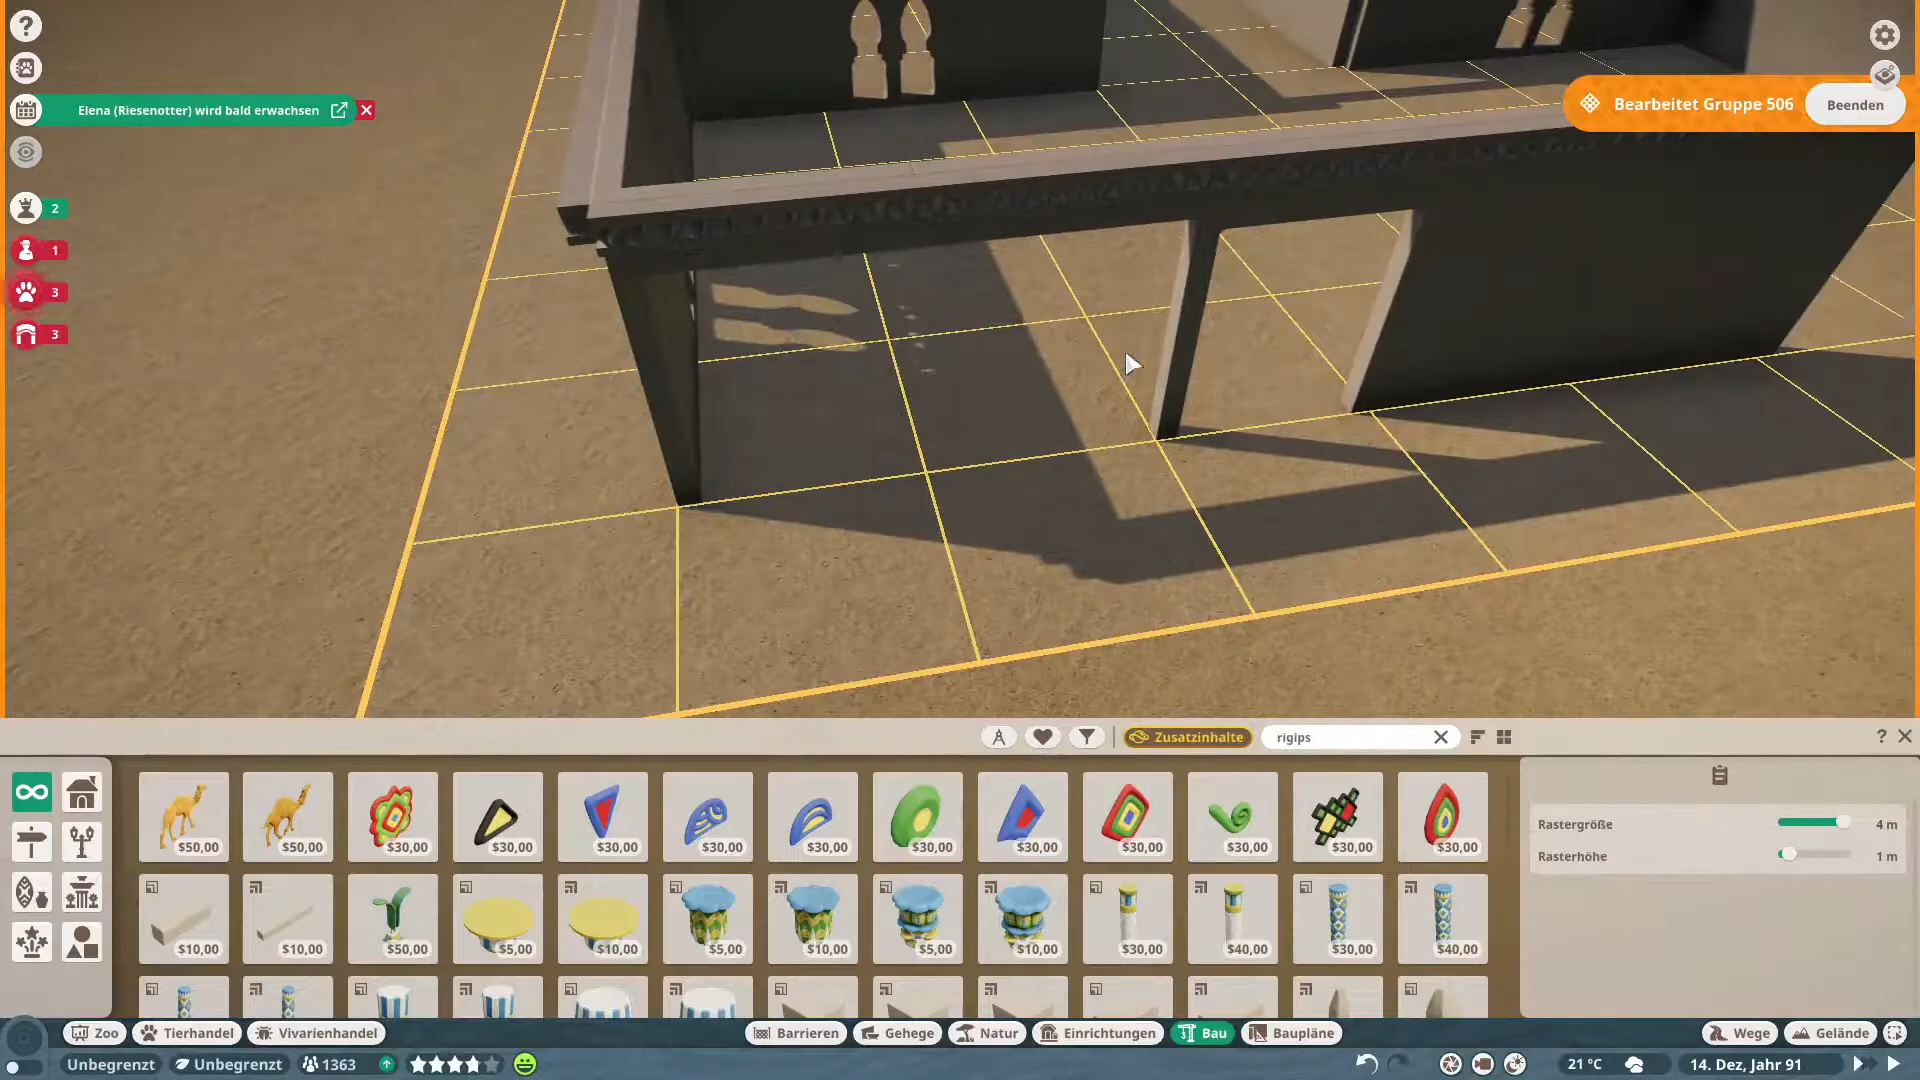 ?
Elena (Riesenotter) wird bald erwachsen
Bearbeitet Gruppe 506
Beenden
2
1
3
3
Zusatzinhalte
rigips
?
$50,00
$50,00
$30,00
$30,00
$30,00
$30,00
$30,00
$30,00
$30,00
$30,00
$30,00
$30,00
$30,00
$10,00
$10,00
$50,00
$5,00
$10,00
$5,00
$10,00
$5,00
$10,00
$30,00
$40,00
$30,00
$40,00
Rastergröße
4 m
Rasterhöhe
1 m
Zoo
Tierhandel
Vivarienhandel
Barrieren
Gehege
Natur
Einrichtungen
Bau
Baupläne
Wege
Gelände
Unbegrenzt
Unbegrenzt
1363
21 °C
14. Dez, Jahr 91